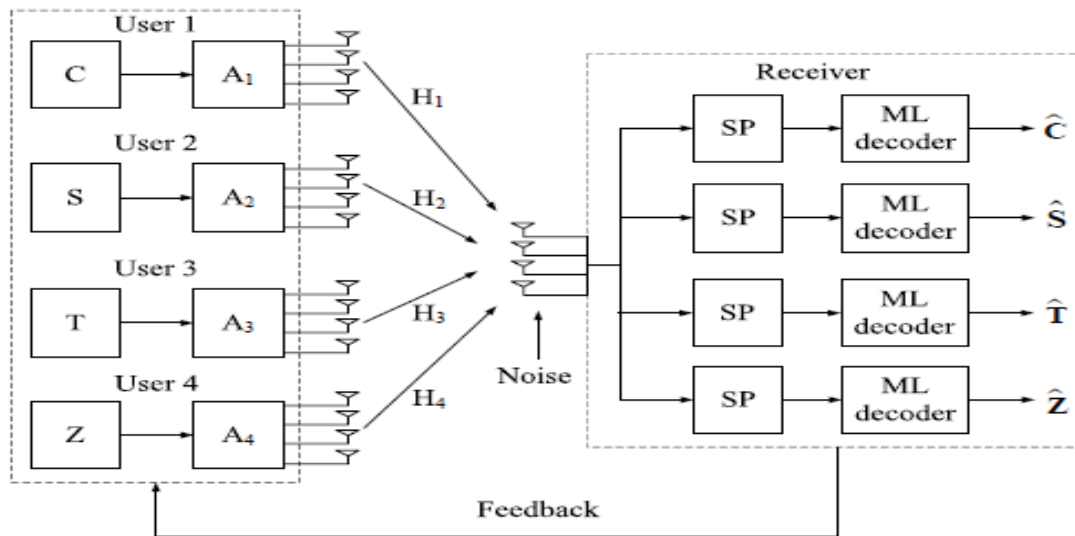 User 1
C
A₁
H₁
User 2
S
A₂
H₂
User 3
T
A₃
H₃
User 4
Z
A₄
H₄
Noise
Receiver
SP
ML
decoder
Ĉ
SP
ML
decoder
Ŝ
SP
ML
decoder
T̂
SP
ML
decoder
Ẑ
Feedback